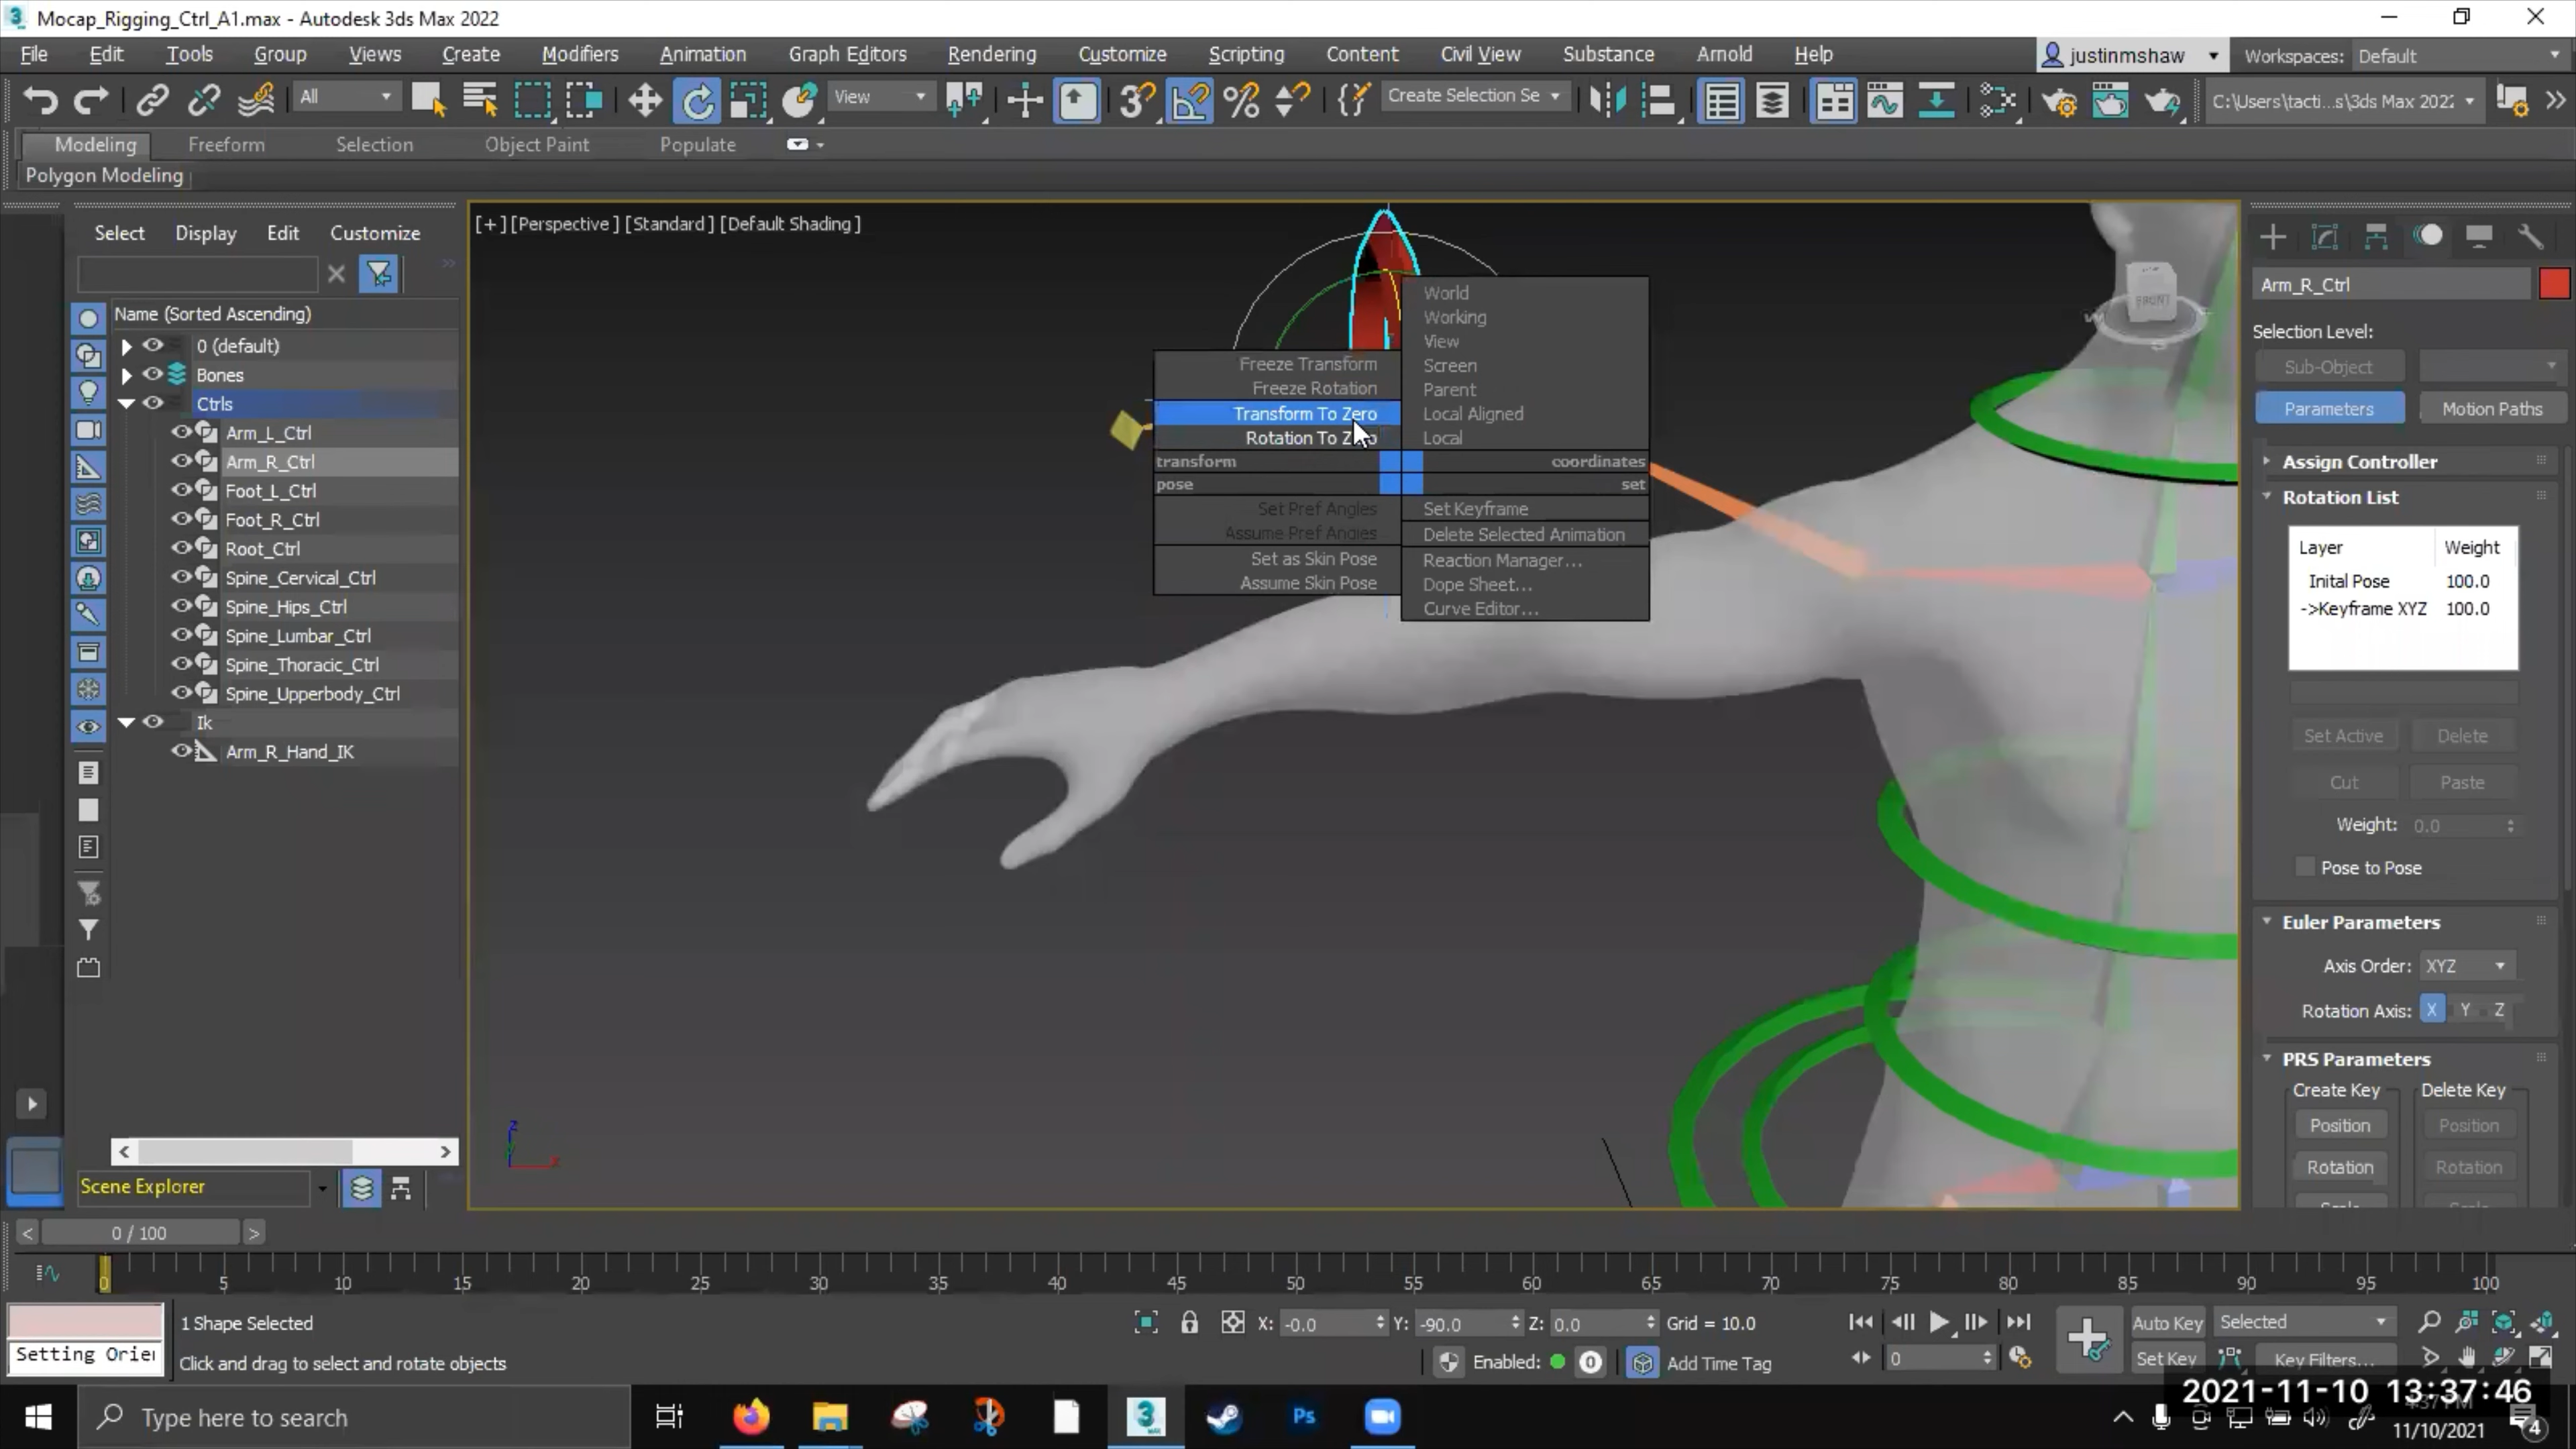 Mocap_Rigging_Ctrl_A1.max - Autodesk 3ds Max 2022
File Edit Tools Group Views Create Modifiers Animation Graph Editors Rendering Customize Scripting Content Civil View Substance Arnold Help
justinmshaw Workspaces: Default
All View Create Selection Se C:\Users\tacti...s\3ds Max 2022
Modeling Freeform Selection Object Paint Populate
Polygon Modeling
Select Display Edit Customize
Name (Sorted Ascending)
0 (default)
Bones
Ctrls
Arm_L_Ctrl
Arm_R_Ctrl
Foot_L_Ctrl
Foot_R_Ctrl
Root_Ctrl
Spine_Cervical_Ctrl
Spine_Hips_Ctrl
Spine_Lumbar_Ctrl
Spine_Thoracic_Ctrl
Spine_Upperbody_Ctrl
Ik
Arm_R_Hand_IK
Scene Explorer
[+] [Perspective] [Standard] [Default Shading]
FRONT
World
Working
View
Screen
Parent
Local Aligned
Local
Freeze Transform
Freeze Rotation
Transform To Zero
Rotation To
transform coordinates
pose set
Set Pref Angles
Assume Pref Angles
Set as Skin Pose
Assume Skin Pose
Set Keyframe
Delete Selected Animation
Reaction Manager...
Dope Sheet...
Curve Editor...
z
x
Arm_R_Ctrl
Selection Level:
Sub-Object
Parameters Motion Paths
Assign Controller
Rotation List
Layer Weight
Inital Pose 100.0
->Keyframe XYZ 100.0
Set Active Delete
Cut Paste
Weight: 0.0
Pose to Pose
Euler Parameters
Axis Order: XYZ
Rotation Axis: X Y Z
PRS Parameters
Create Key Delete Key
Position Position
Rotation Rotation
0 / 100
0 5 10 15 20 25 30 35 40 45 50 55 60 65 70 75 80 85 90 95 100
1 Shape Selected
X: -0.0 Y: -90.0 Z: 0.0 Grid = 10.0
Auto Key Selected
Setting Orie
Click and drag to select and rotate objects
Enabled: 0 Add Time Tag
0
Set Key Key Filters...
2021-11-10 13:37:46
Type here to search
Ps
11/10/2021
4